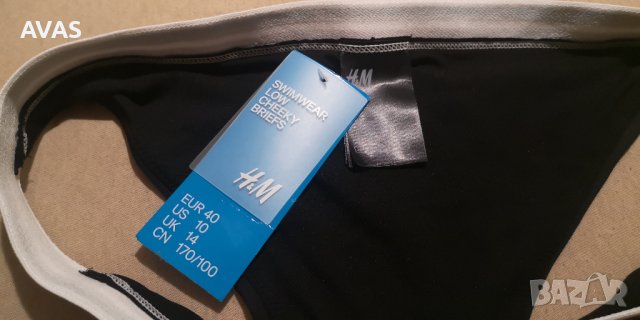 AVAS
SWIMWEAR
LOW
CHEEKY
BRIEFS
H&M
EUR 40
US 10
UK 14
CN 170/100
H&M
BAZAR